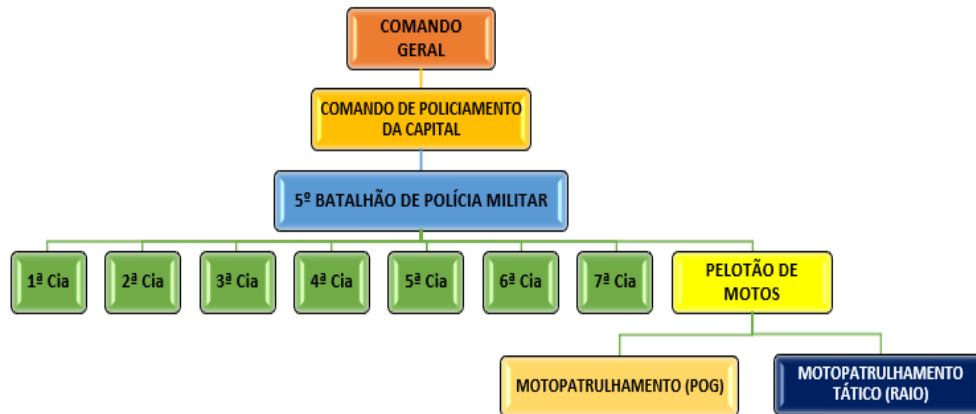 COMANDO
GERAL
COMANDO DE POLICIAMENTO
DA CAPITAL
5º BATALHÃO DE POLÍCIA MILITAR
1ª Cia
2ª Cia
3ª Cia
4ª Cia
5ª Cia
6ª Cia
7ª Cia
PELOTÃO DE
MOTOS
MOTOPATRULHAMENTO (POG)
MOTOPATRULHAMENTO
TÁTICO (RAIO)